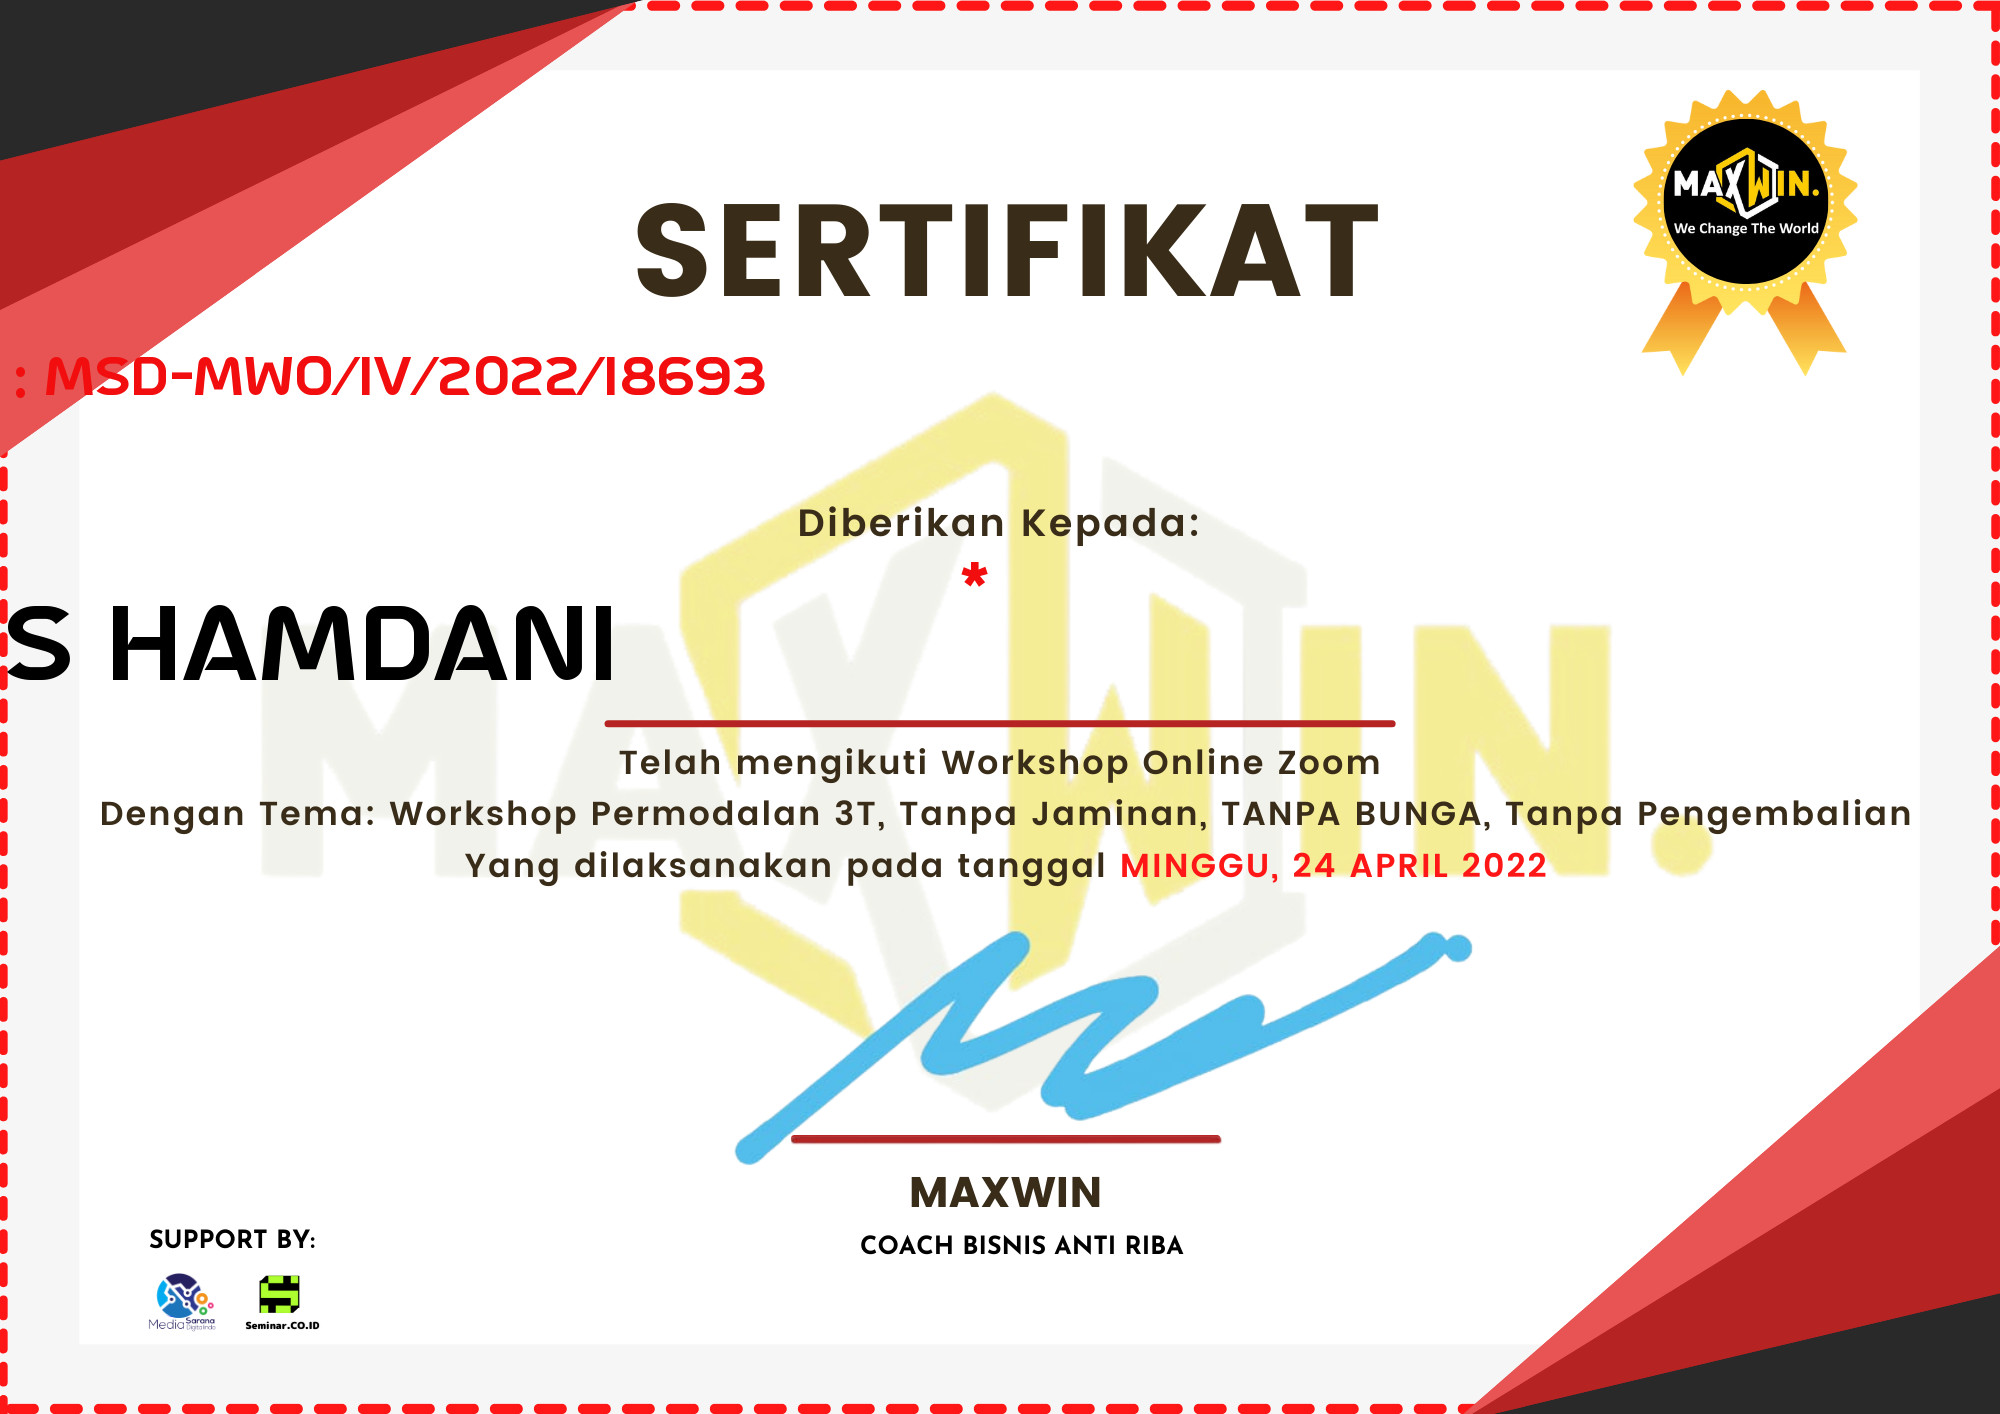 MAXWIN.
We Change The World
SERTIFIKAT
: MSD-MWO/IV/2022/18693
Diberikan Kepada:
*
S HAMDANI
MAXWIN.
Telah mengikuti Workshop Online Zoom
Dengan Tema: Workshop Permodalan 3T, Tanpa Jaminan, TANPA BUNGA, Tanpa Pengembalian
Yang dilaksanakan pada tanggal MINGGU, 24 APRIL 2022
MAXWIN
COACH BISNIS ANTI RIBA
SUPPORT BY:
Media Sarana
Digitalindo
Seminar.CO.ID